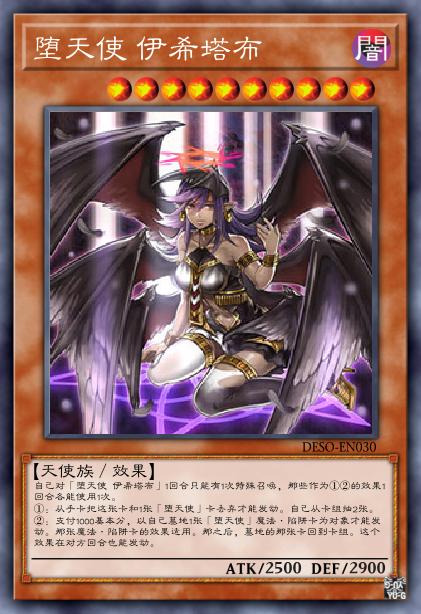 堕天使 伊希塔布
闇
DESO-EN030
【天使族／效果】
自己对「堕天使 伊希塔布」1回合只能有1次特殊召唤，那些作为①②的效果1
回合各能使用1次。
①：从手卡把这张卡和1张「堕天使」卡丢弃才能发动。自己从卡组抽2张。
②：支付1000基本分，以自己墓地1张「堕天使」魔法·陷阱卡为对象才能发
动。那张魔法·陷阱卡的效果适用。那之后，墓地的那张卡回到卡组。这个
效果在对方回合也能发动。
ATK/2500 DEF/2900